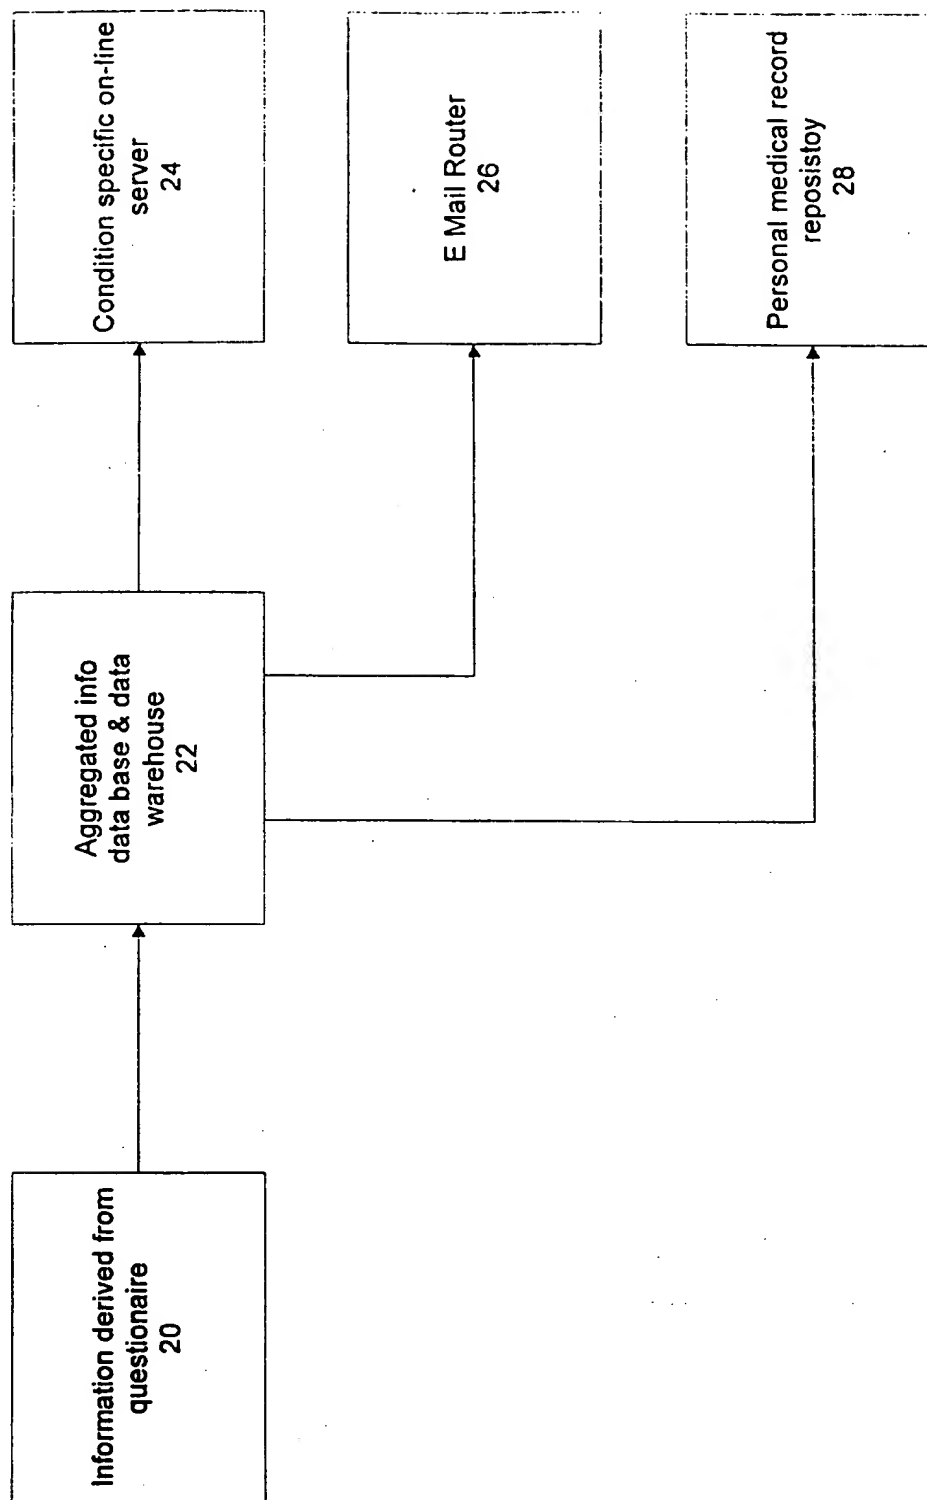 Information derived from
questionaire
20
Aggregated info
data base & data
warehouse
22
Condition specific on-line
server
24
E Mail Router
26
Personal medical record
reposistoy
28